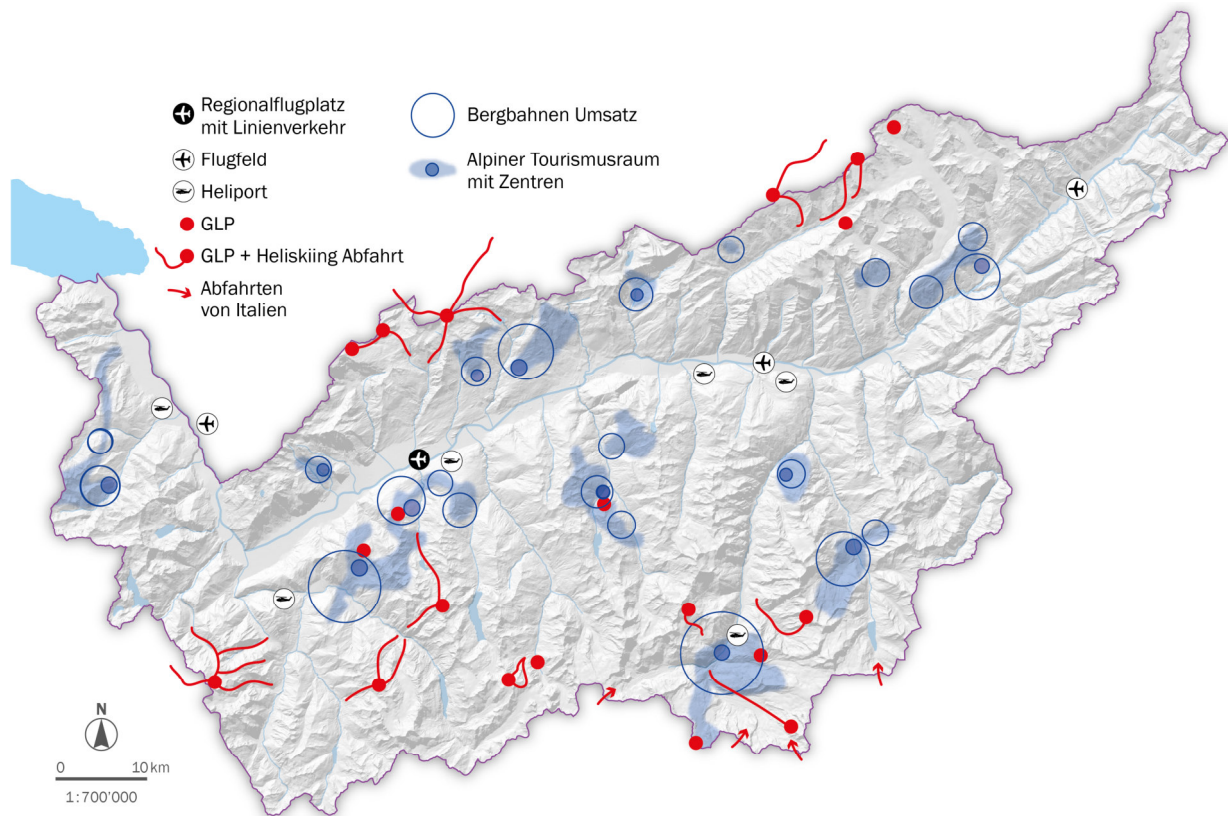 Regionalflugplatz
mit Linienverkehr
Flugfeld
Heliport
GLP
GLP + Heliskiing Abfahrt
Abfahrten
von Italien
Bergbahnen Umsatz
Alpiner Tourismusraum
mit Zentren
N
0 10 km
1:700'000